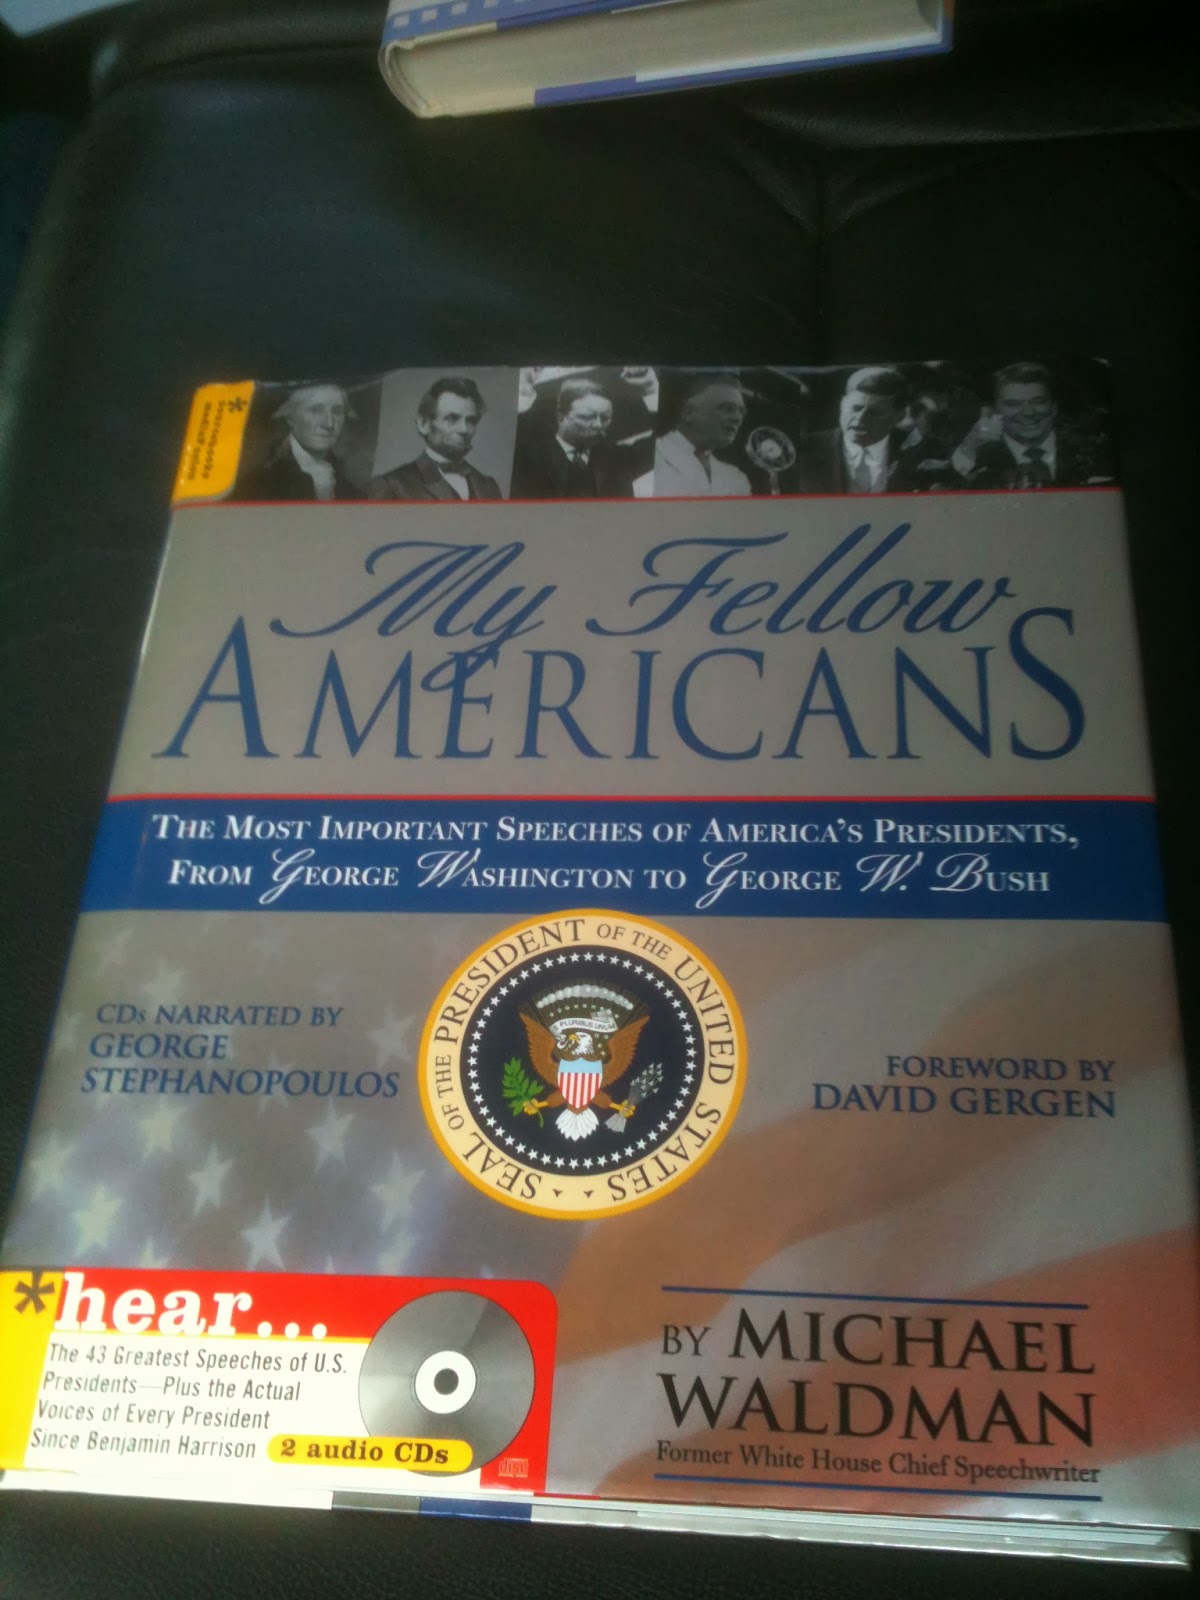 My Fellow
AMERICANS
THE MOST IMPORTANT SPEECHES OF AMERICA'S PRESIDENTS,
FROM GEORGE WASHINGTON TO GEORGE W. BUSH
SEAL OF THE PRESIDENT OF THE UNITED STATES
E PLURIBUS UNUM
CDs NARRATED BY
GEORGE
STEPHANOPOULOS
FOREWORD BY
DAVID GERGEN
*hear...
The 43 Greatest Speeches of U.S.
Presidents—Plus the Actual
Voices of Every President
Since Benjamin Harrison
2 audio CDs
BY MICHAEL
WALDMAN
Former White House Chief Speechwriter